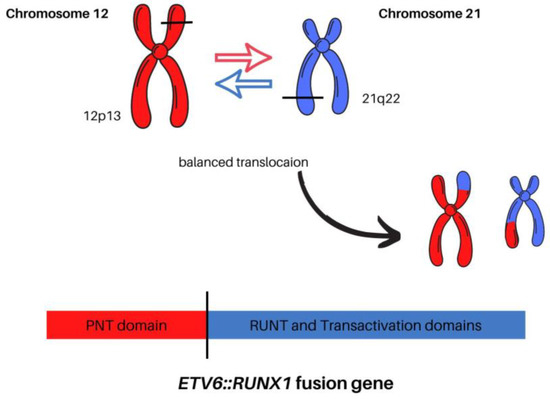 Chromosome 12
Chromosome 21
12p13
21q22
balanced translocaion
PNT domain
RUNT and Transactivation domains
ETV6::RUNX1 fusion gene